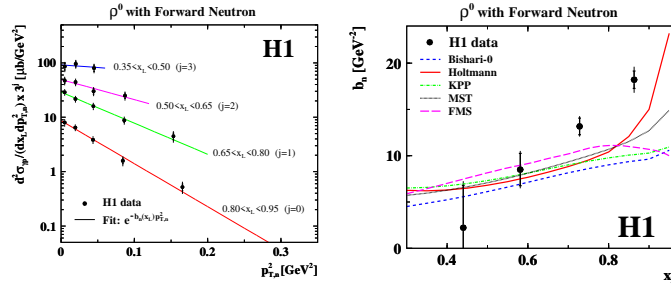 ρ⁰ with Forward Neutron
H1
d²σγp/(dxLdp²T,n) x 3ʲ [μb/GeV²]
100
10
1
0.1
0.35<xL<0.50 (j=3)
0.50<xL<0.65 (j=2)
0.65<xL<0.80 (j=1)
0.80<xL<0.95 (j=0)
H1 data
Fit: e^-bn(xL)p²T,n
0
0.1
0.2
0.3
p²T,n [GeV²]
ρ⁰ with Forward Neutron
bn [GeV⁻²]
20
10
0
H1 data
Bishari-0
Holtmann
KPP
MST
FMS
H1
0.4
0.6
0.8
x